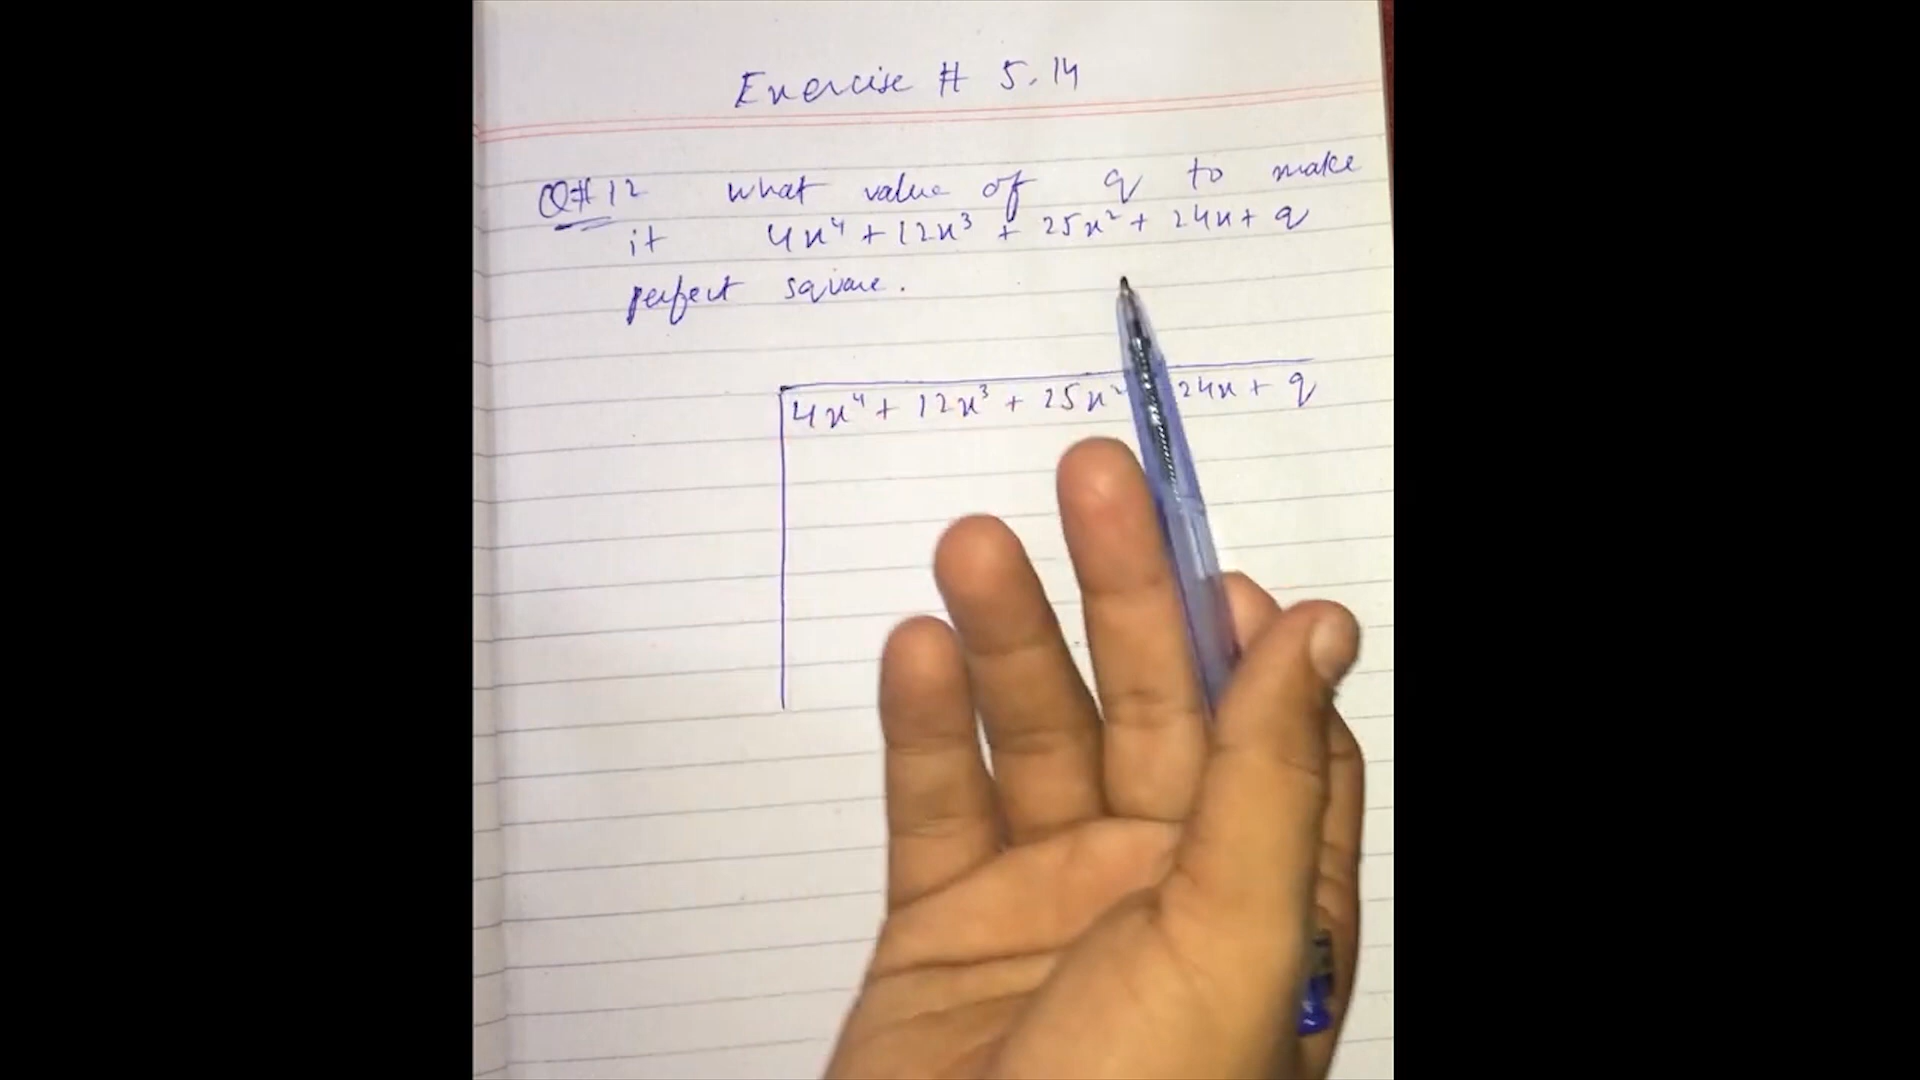 Exercise # 5.14
Q#12 what value of q to make
it 4x⁴ + 12x³ + 25x² + 24x + q
perfect square.
4x⁴ + 12x³ + 25x² 24x + q